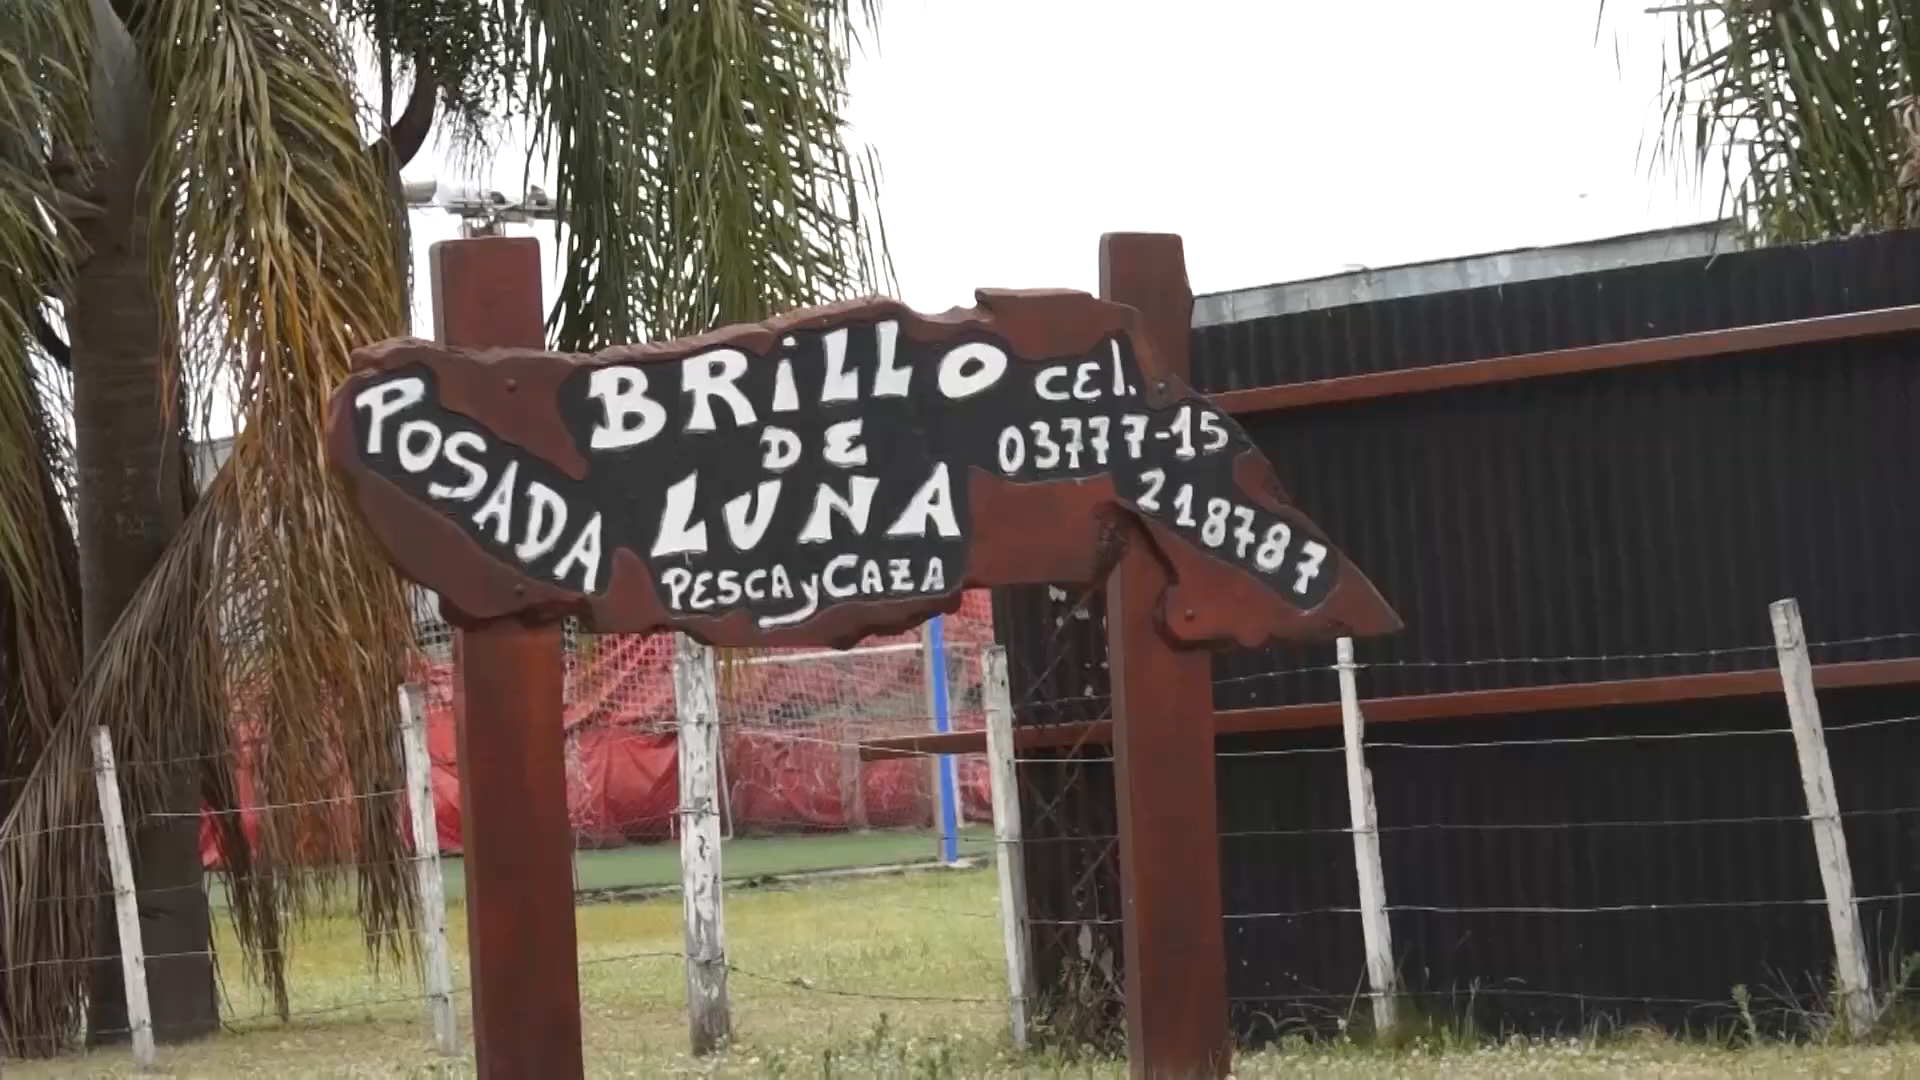 POSADA
BRiLLO
DE
LUNA
PESCA y CAZA
CEl.
03777-15
218787